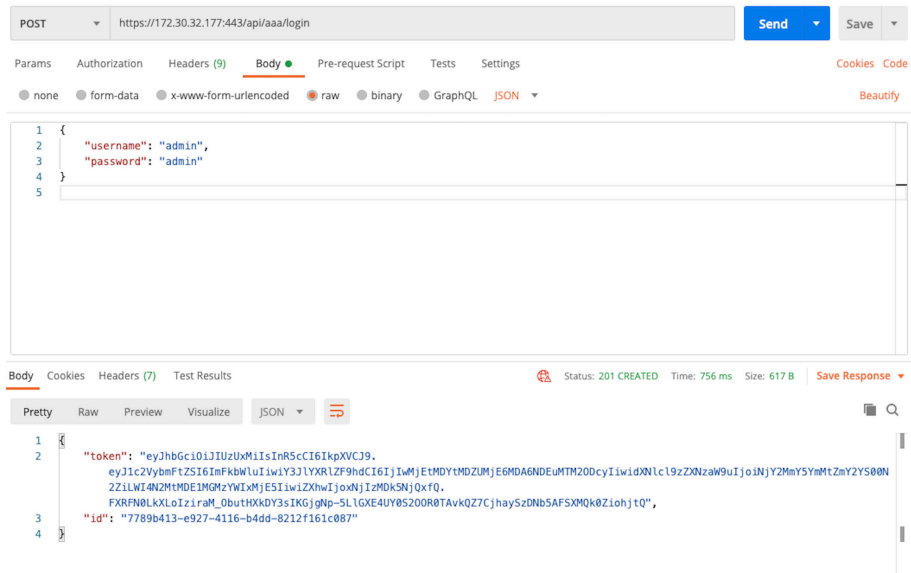 POST https://172.30.32.177:443/api/aaa/login Send Save
Params Authorization Headers (9) Body Pre-request Script Tests Settings Cookies Code
none form-data x-www-form-urlencoded raw binary GraphQL JSON Beautify
1 {
2 "username": "admin",
3 "password": "admin"
4 }
5
Body Cookies Headers (7) Test Results Status: 201 CREATED Time: 756 ms Size: 617 B Save Response
Pretty Raw Preview Visualize JSON
1 {
2 "token": "eyJhbGciOiJIUzUxMiIsInR5cCI6IkpXVCJ9.
eyJ1c2VybmFtZSI6ImFkbWluIiwiY3JlYXRlZF9hdCI6IjIwMjEtMDYtMDZUMjE6MDA6NDEuMTM2ODcyIiwidXNlcl9zZXNzaW9uIjoiNjY2MmY5YmMtZmY2YS00N
2ZiLWI4N2MtMDE1MGMzYWIxMjE5IiwiZXhwIjoxNjIzMDk5NjQxfQ.
FXRFN0LkXLoIziraM_ObutHXkDY3sIKGjgNp-5LlGXE4UY0S2OOR0TAvkQZ7CjhaySzDNb5AFSXMQk0ZiohjtQ",
3 "id": "7789b413-e927-4116-b4dd-8212f161c087"
4 }